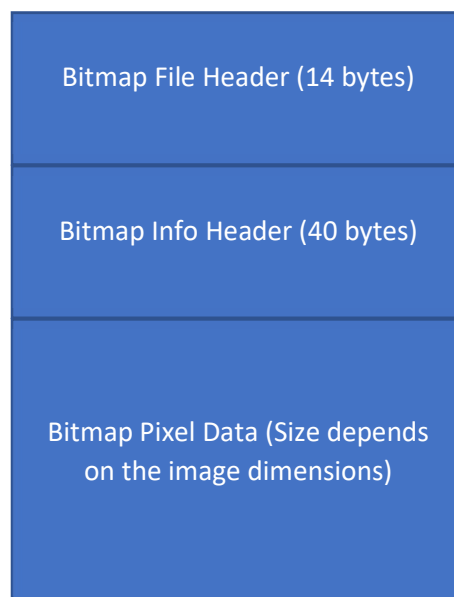 Bitmap File Header (14 bytes)
Bitmap Info Header (40 bytes)
Bitmap Pixel Data (Size depends
on the image dimensions)